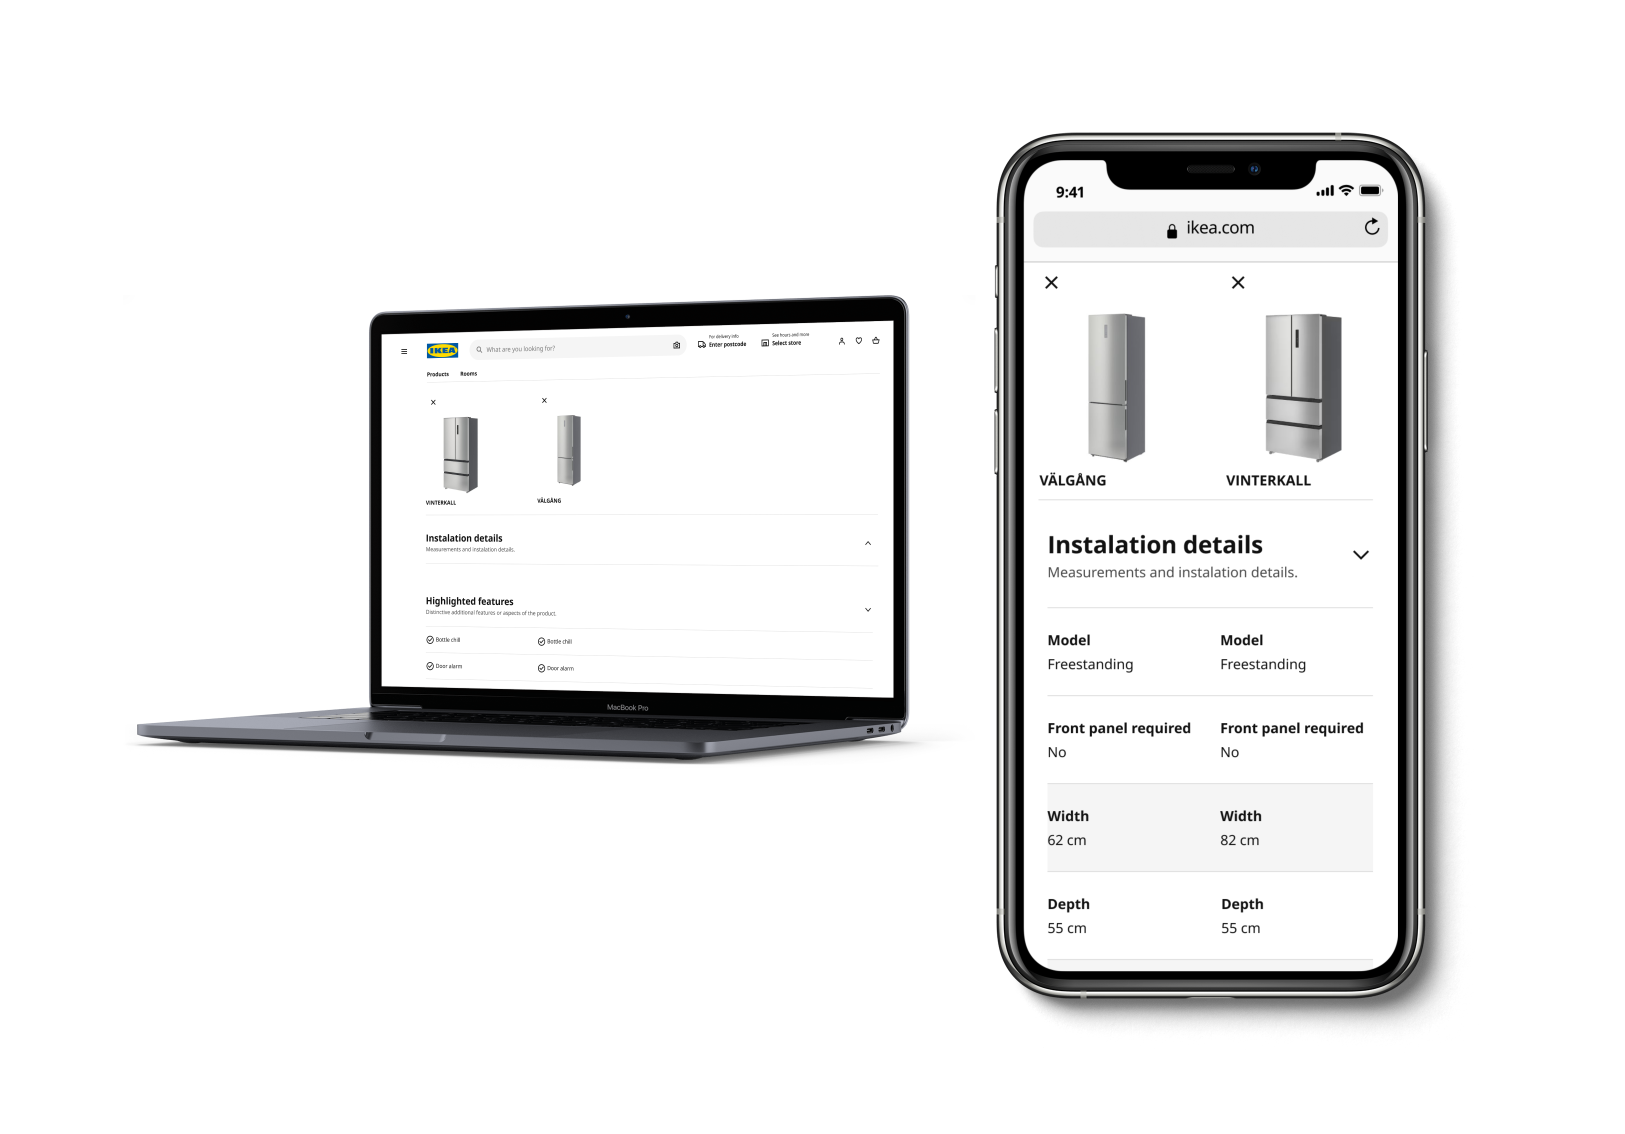 IKEA
What are you looking for?
For delivery info
Enter postcode
See hours and more
Select store
Products
Rooms
VINTERKALL
VÄLGÅNG
Instalation details
Measurements and instalation details.
Highlighted features
Distinctive additional features or aspects of the product.
Bottle chill
Bottle chill
Door alarm
Door alarm
MacBook Pro
9:41
ikea.com
VÄLGÅNG
VINTERKALL
Instalation details
Measurements and instalation details.
Model
Model
Freestanding
Freestanding
Front panel required
Front panel required
No
No
Width
Width
62 cm
82 cm
Depth
Depth
55 cm
55 cm